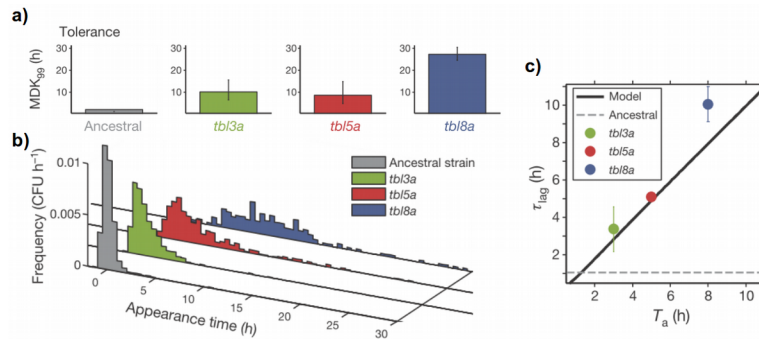 a)
Tolerance
MDK99 (h)
30
20
10
Ancestral
30
20
10
tbl3a
30
20
10
tbl5a
30
20
10
tbl8a
b)
Frequency (CFU h⁻¹)
0.01
0.005
0
Ancestral strain
tbl3a
tbl5a
tbl8a
0
5
10
15
20
25
30
Appearance time (h)
c)
τlag (h)
10
8
6
4
2
Model
Ancestral
tbl3a
tbl5a
tbl8a
2
4
6
8
10
Ta (h)